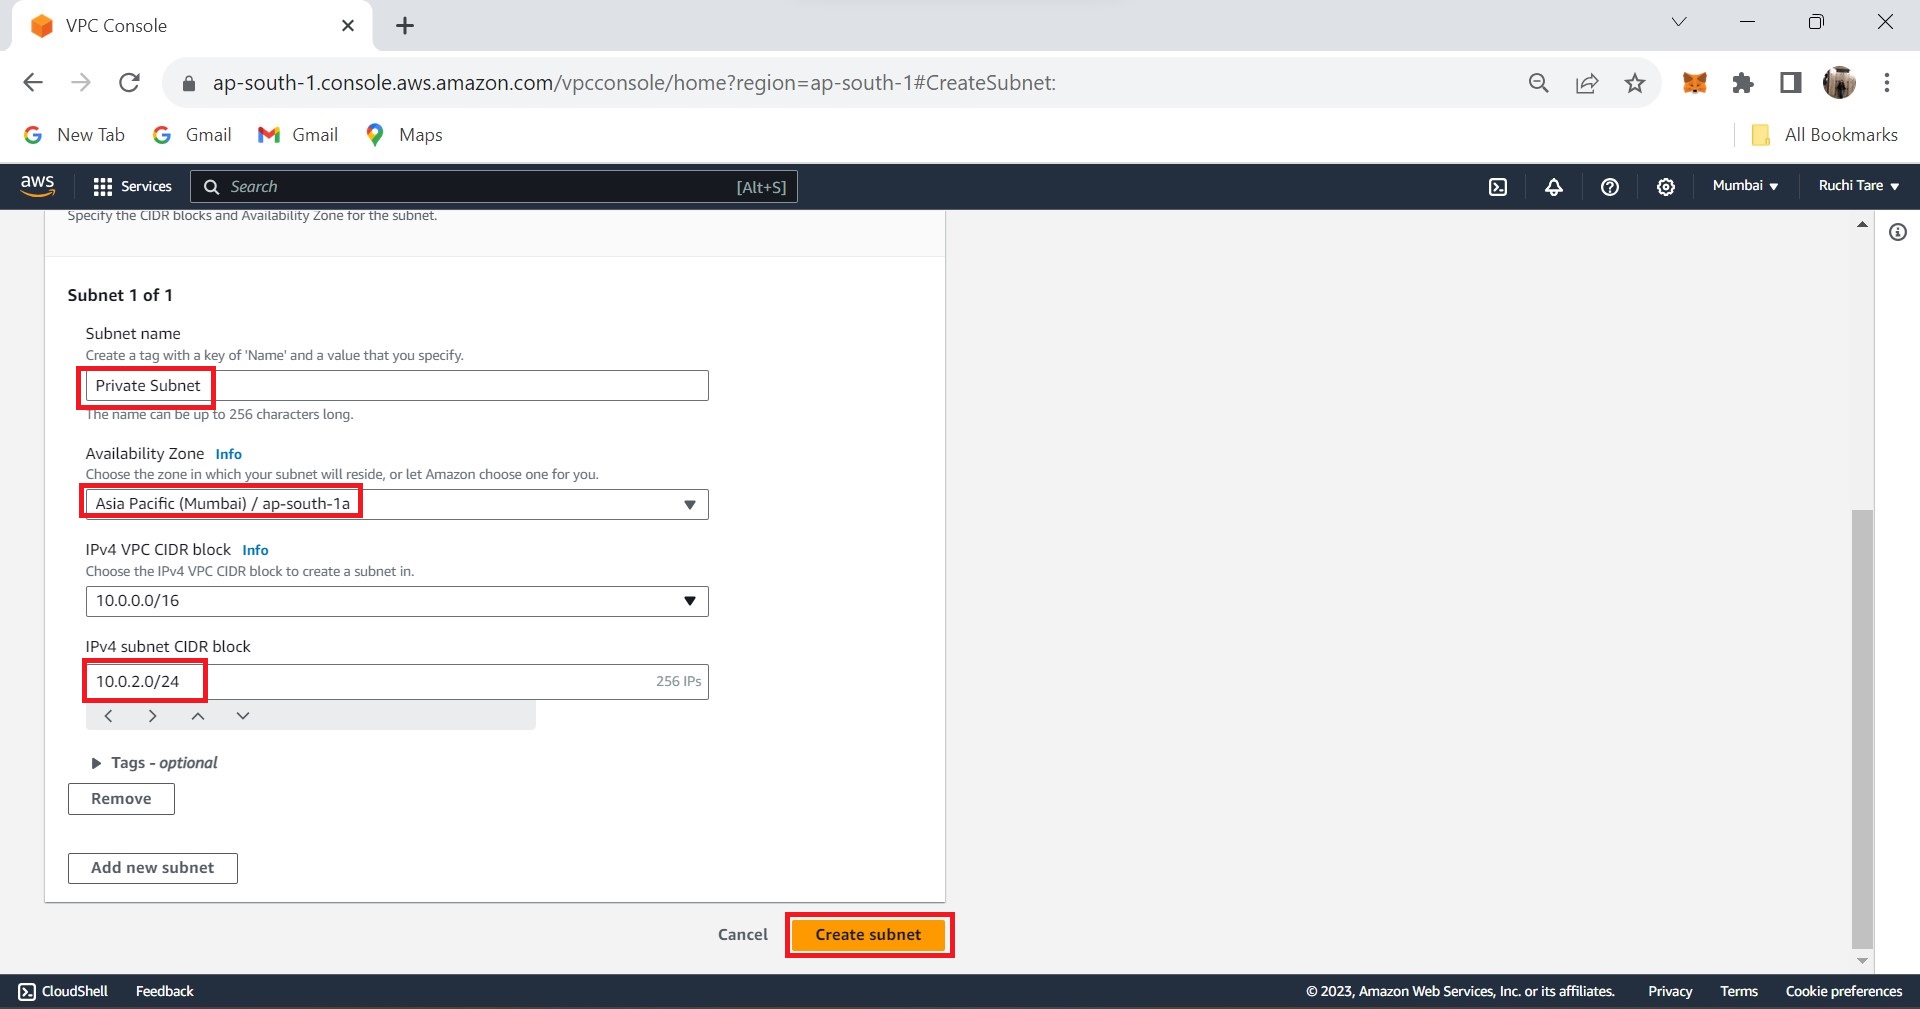 VPC Console
ap-south-1.console.aws.amazon.com/vpcconsole/home?region=ap-south-1#CreateSubnet:
New Tab Gmail Gmail Maps All Bookmarks
aws Services Search [Alt+S] Mumbai Ruchi Tare
Specify the CIDR blocks and Availability Zone for the subnet.
Subnet 1 of 1
Subnet name
Create a tag with a key of 'Name' and a value that you specify.
Private Subnet
The name can be up to 256 characters long.
Availability Zone Info
Choose the zone in which your subnet will reside, or let Amazon choose one for you.
Asia Pacific (Mumbai) / ap-south-1a
IPv4 VPC CIDR block Info
Choose the IPv4 VPC CIDR block to create a subnet in.
10.0.0.0/16
IPv4 subnet CIDR block
10.0.2.0/24 256 IPs
Tags - optional
Remove
Add new subnet
Cancel Create subnet
CloudShell Feedback © 2023, Amazon Web Services, Inc. or its affiliates. Privacy Terms Cookie preferences